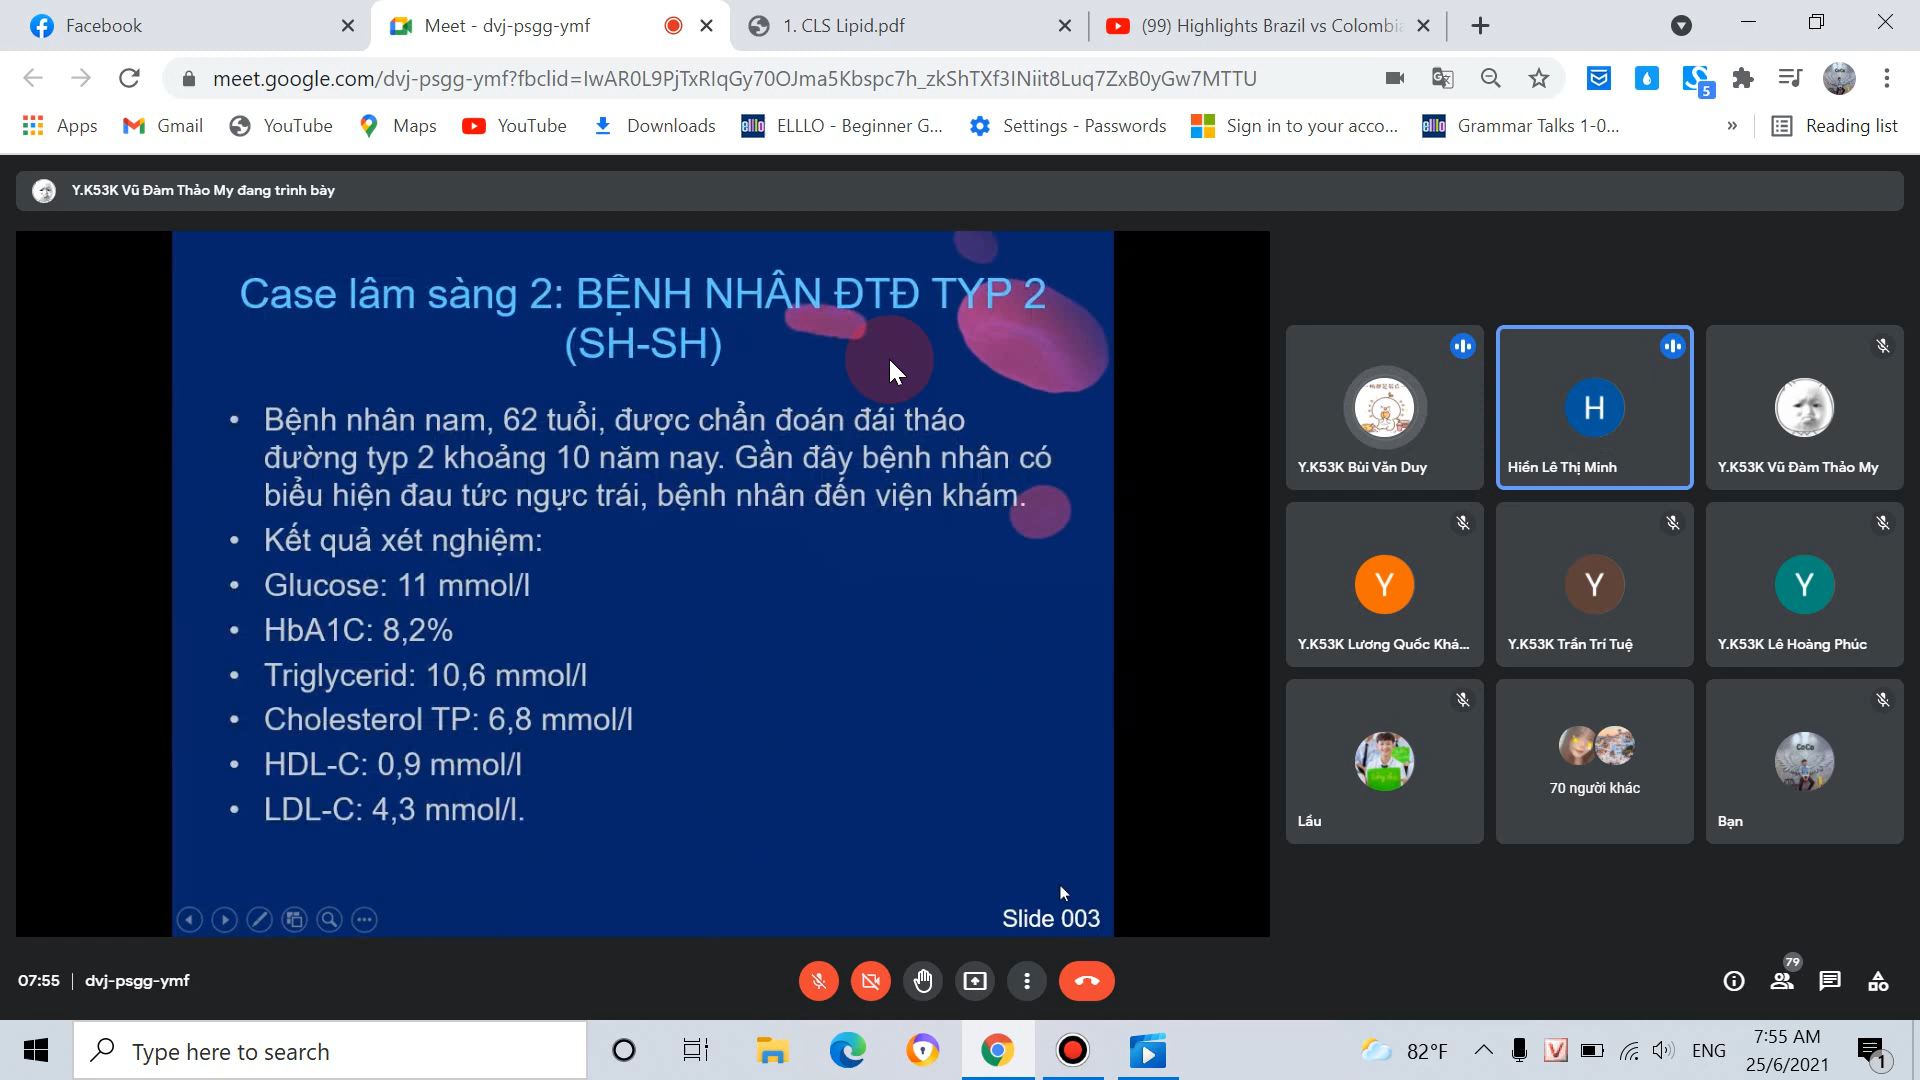 Facebook
Meet - dvj-psgg-ymf
1. CLS Lipid.pdf
(99) Highlights Brazil vs Colombia
meet.google.com/dvj-psgg-ymf?fbclid=IwAR0L9PjTxRIqGy70OJma5Kbspc7h_zkShTXf3INiit8Luq7ZxB0yGw7MTTU
5
Apps
Gmail
YouTube
Maps
YouTube
Downloads
elllo
ELLLO - Beginner G...
Settings - Passwords
Sign in to your acco...
elllo
Grammar Talks 1-0...
»
Reading list
Y.K53K Vũ Đàm Thảo My đang trình bày
Case lâm sàng 2: BỆNH NHÂN ĐTĐ TYP 2
(SH-SH)
• Bệnh nhân nam, 62 tuổi, được chẩn đoán đái tháo
đường typ 2 khoảng 10 năm nay. Gần đây bệnh nhân có
biểu hiện đau tức ngực trái, bệnh nhân đến viện khám.
• Kết quả xét nghiệm:
• Glucose: 11 mmol/l
• HbA1C: 8,2%
• Triglycerid: 10,6 mmol/l
• Cholesterol TP: 6,8 mmol/l
• HDL-C: 0,9 mmol/l
• LDL-C: 4,3 mmol/l.
Slide 003
Y.K53K Bùi Văn Duy
H
Hiền Lê Thị Minh
Y.K53K Vũ Đàm Thảo My
Y
Y.K53K Lương Quốc Khá...
Y
Y.K53K Trần Trí Tuệ
Y
Y.K53K Lê Hoàng Phúc
Lầu
70 người khác
CoCo
Bạn
07:55 | dvj-psgg-ymf
79
Type here to search
82°F
V
ENG
7:55 AM
25/6/2021
1